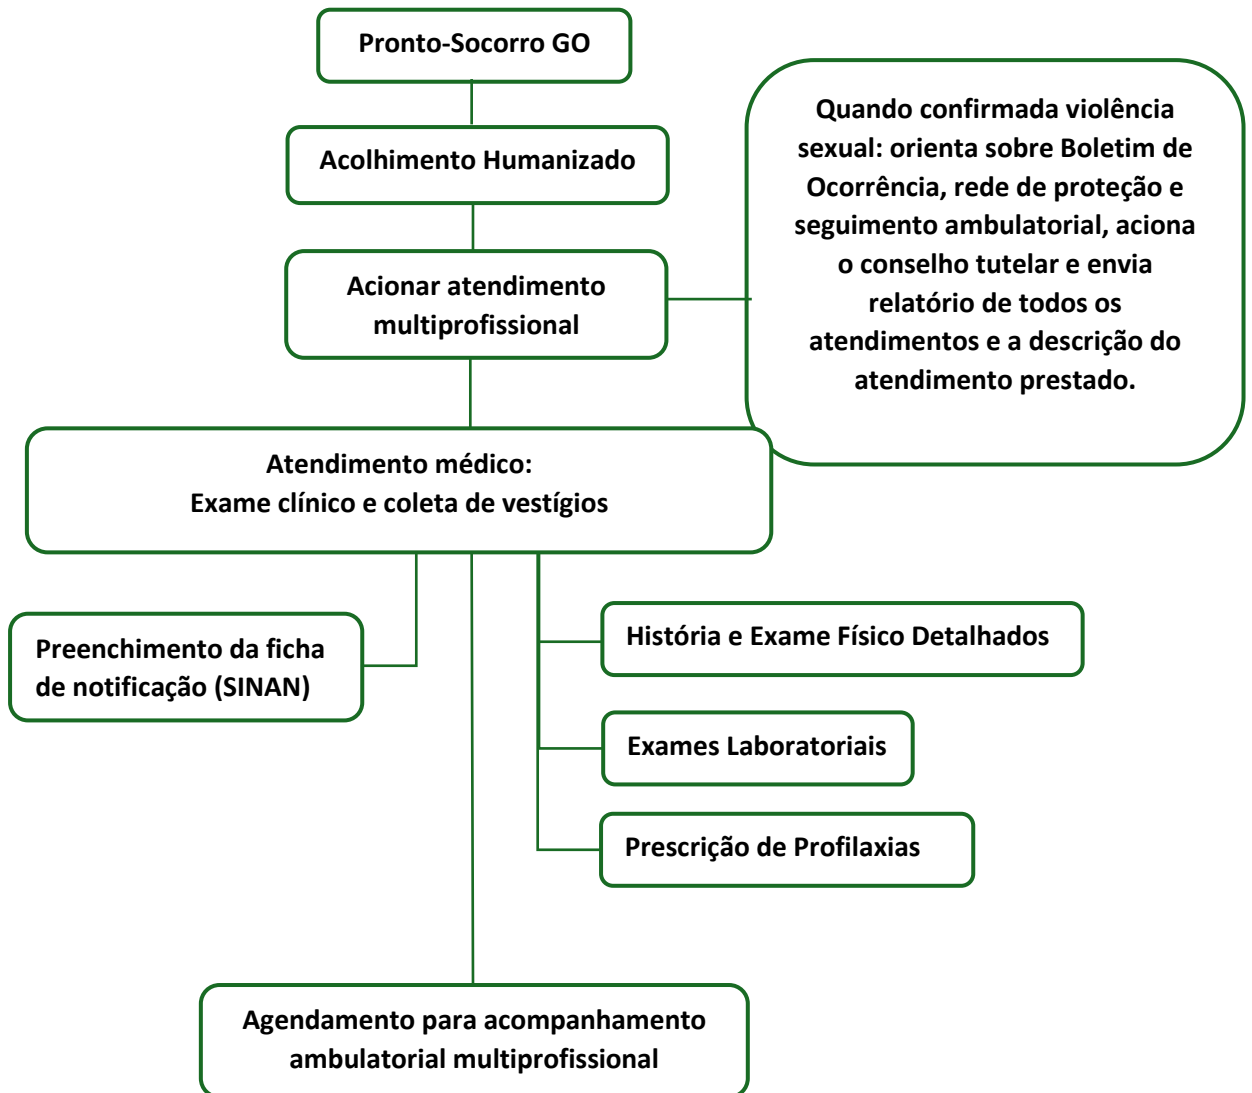 Pronto-Socorro GO
Acolhimento Humanizado
Acionar atendimento
multiprofissional
Quando confirmada violência
sexual: orienta sobre Boletim de
Ocorrência, rede de proteção e
seguimento ambulatorial, aciona
o conselho tutelar e envia
relatório de todos os
atendimentos e a descrição do
atendimento prestado.
Atendimento médico:
Exame clínico e coleta de vestígios
Preenchimento da ficha
de notificação (SINAN)
História e Exame Físico Detalhados
Exames Laboratoriais
Prescrição de Profilaxias
Agendamento para acompanhamento
ambulatorial multiprofissional